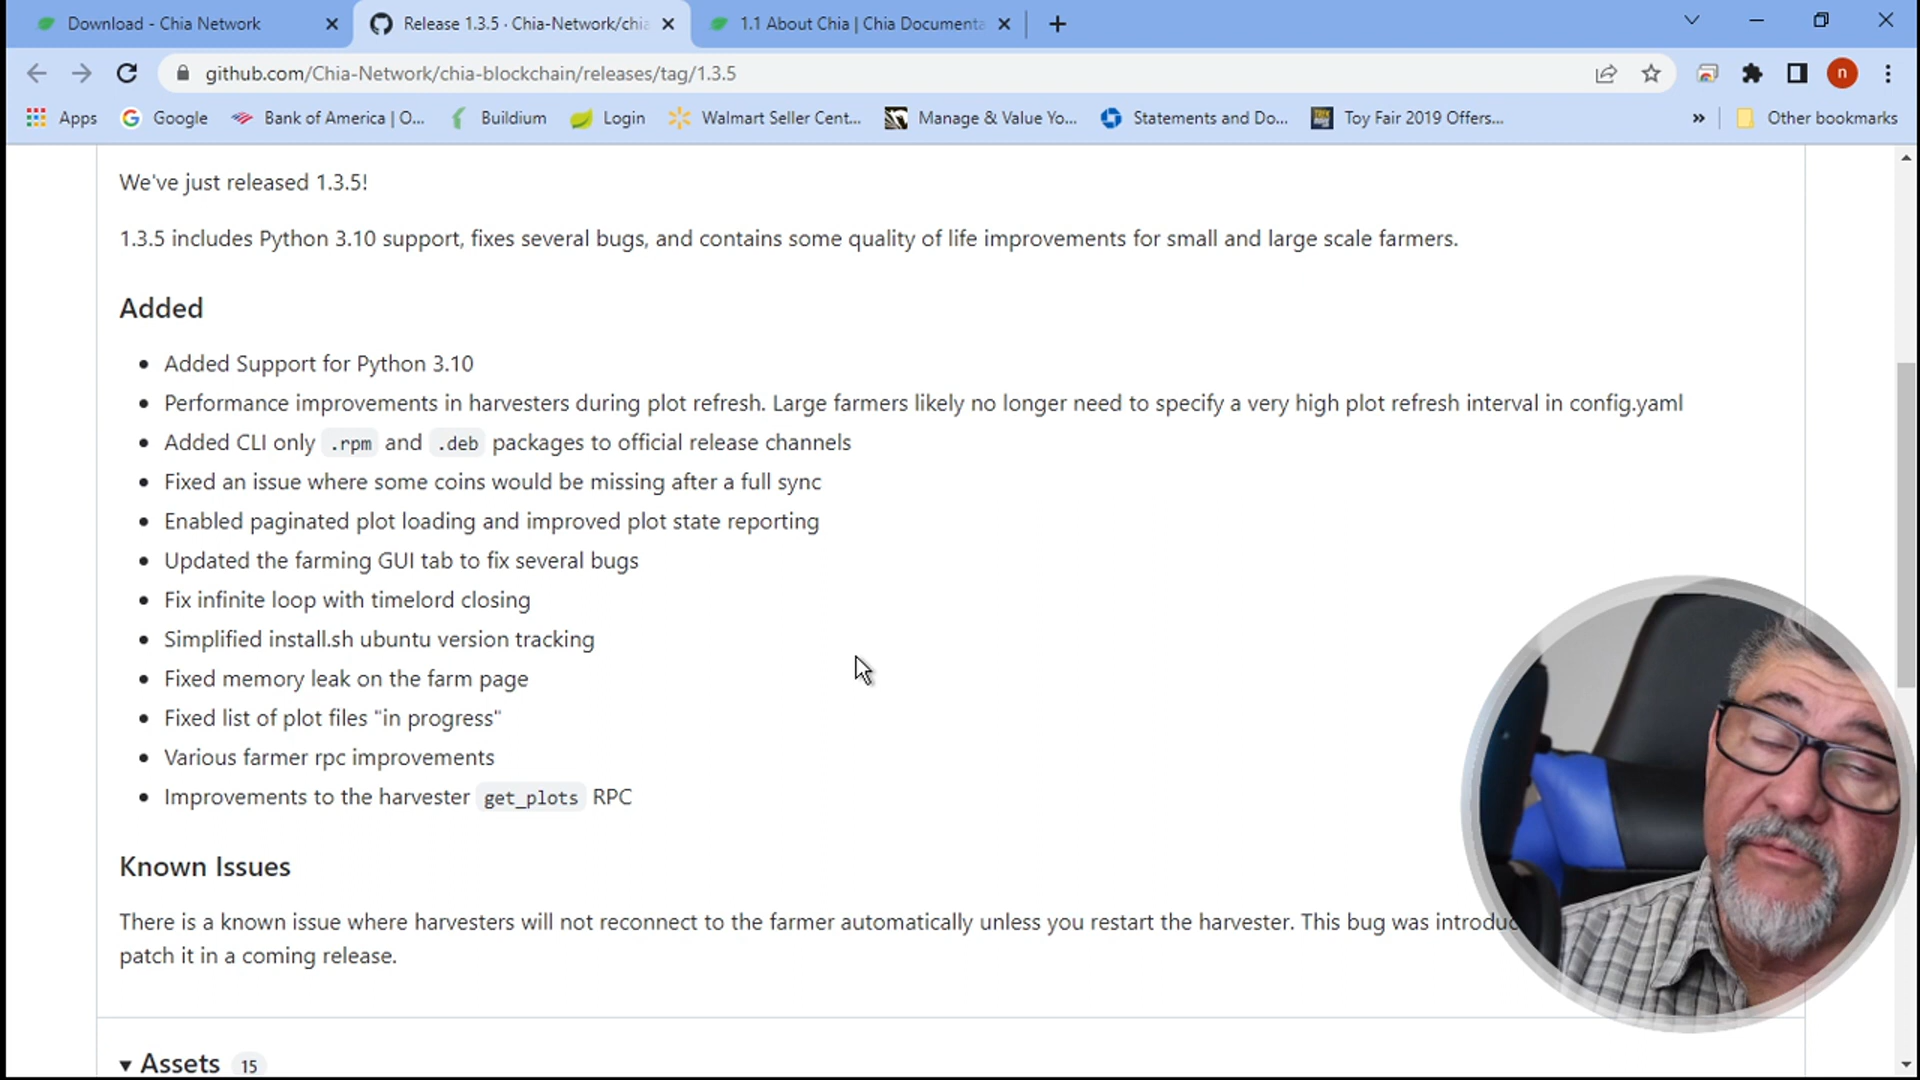 Download - Chia Network
Release 1.3.5 · Chia-Network/chia
1.1 About Chia | Chia Documenta
github.com/Chia-Network/chia-blockchain/releases/tag/1.3.5
n
Apps
Google
Bank of America | O...
Buildium
Login
Walmart Seller Cent...
Manage & Value Yo...
Statements and Do...
Toy Fair 2019 Offers...
»
Other bookmarks
We've just released 1.3.5!
1.3.5 includes Python 3.10 support, fixes several bugs, and contains some quality of life improvements for small and large scale farmers.
Added
• Added Support for Python 3.10
• Performance improvements in harvesters during plot refresh. Large farmers likely no longer need to specify a very high plot refresh interval in config.yaml
• Added CLI only .rpm and .deb packages to official release channels
• Fixed an issue where some coins would be missing after a full sync
• Enabled paginated plot loading and improved plot state reporting
• Updated the farming GUI tab to fix several bugs
• Fix infinite loop with timelord closing
• Simplified install.sh ubuntu version tracking
• Fixed memory leak on the farm page
• Fixed list of plot files "in progress"
• Various farmer rpc improvements
• Improvements to the harvester get_plots RPC
Known Issues
There is a known issue where harvesters will not reconnect to the farmer automatically unless you restart the harvester. This bug was introduc
patch it in a coming release.
Assets 15